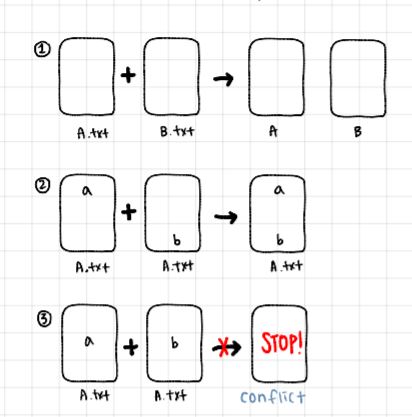 ① + →
A.txt B.txt A B
② a + b → a b
A.txt A.txt A.txt
③ a + b → STOP!
A.txt A.txt conflict